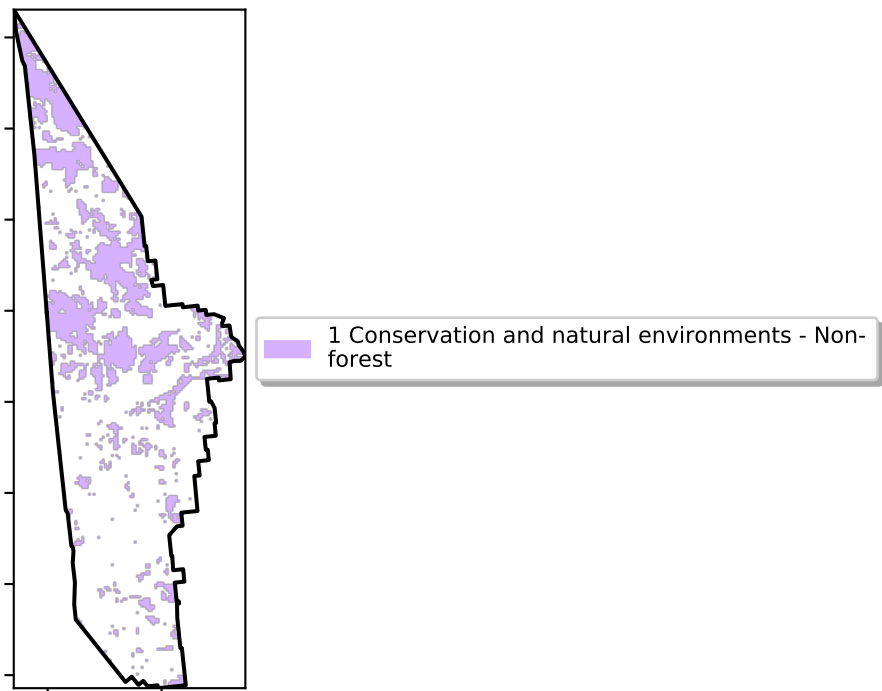 1 Conservation and natural environments - Non-
forest